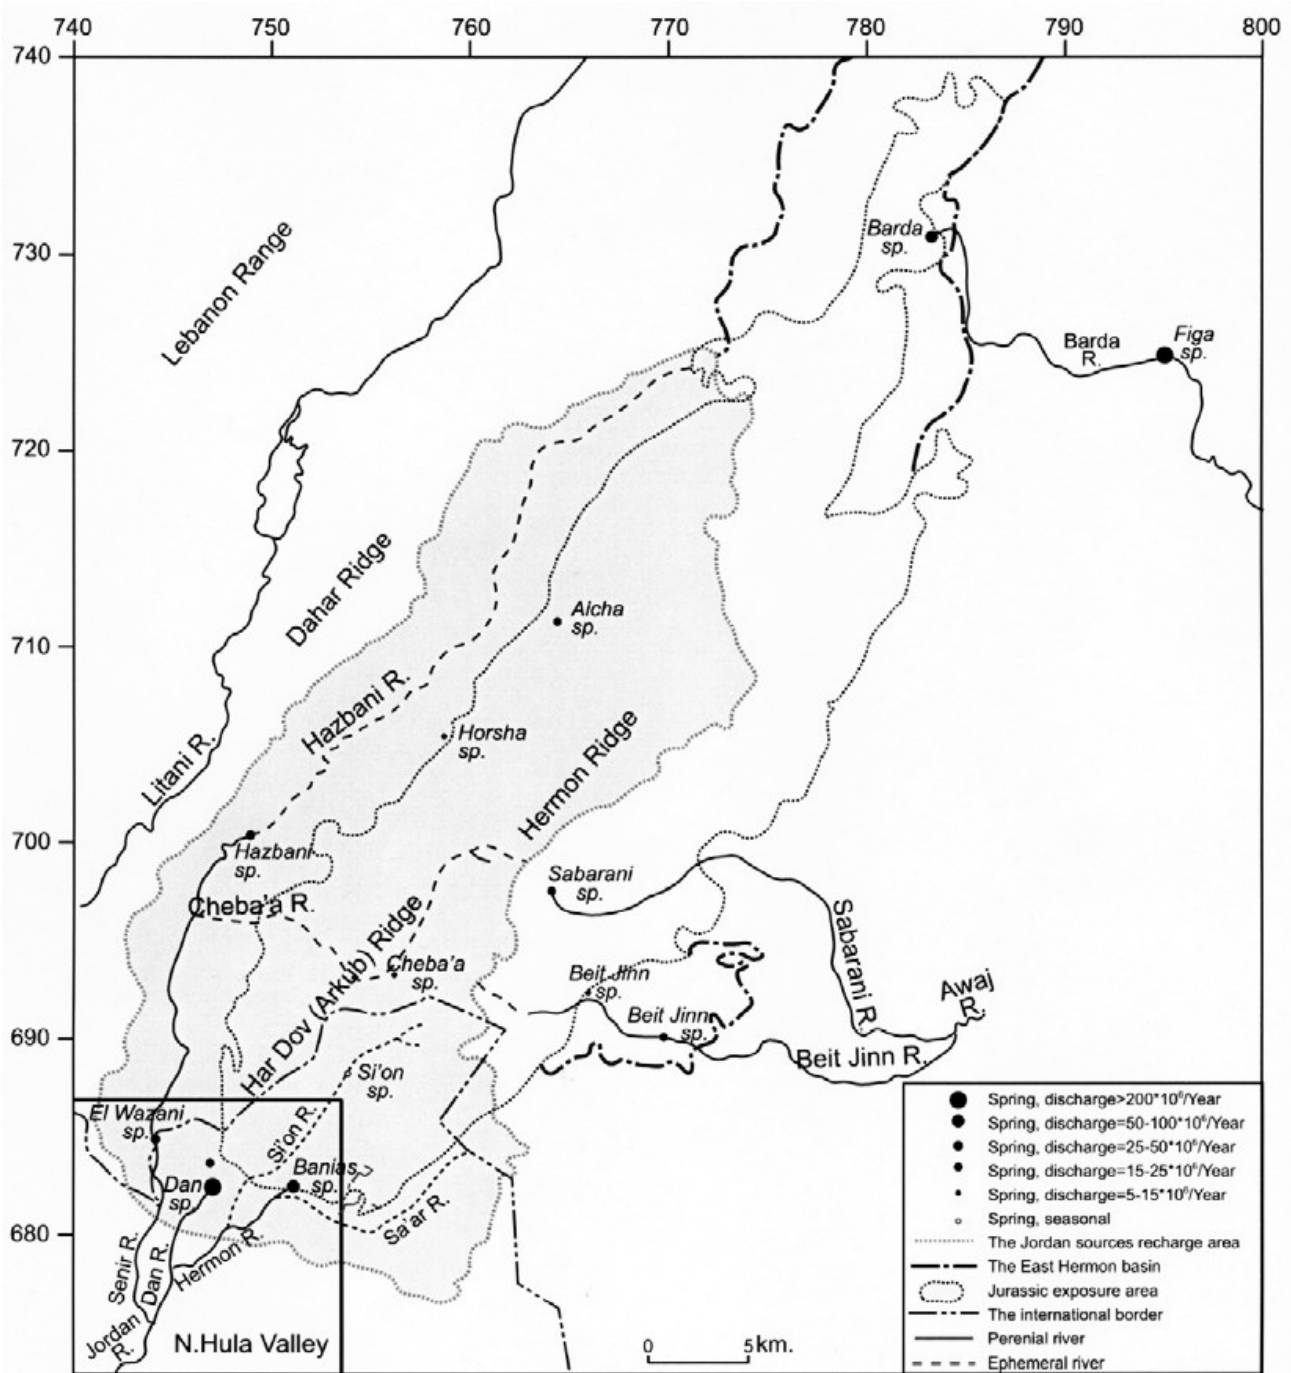 740
750
760
770
780
790
800
740
730
720
710
700
690
680
Lebanon Range
Barda
sp.
Barda
R.
Figa
sp.
Dahar Ridge
Aicha
sp.
Hazbani R.
Horsha
sp.
Litani R.
Hermon Ridge
Hazbani
sp.
Sabarani
sp.
Cheba'a R.
Har Dov (Arkub) Ridge
Cheba'a
sp.
Sabarani R.
Beit Jinn
sp.
Beit Jinn
sp.
Awaj
R.
Beit Jinn R.
Si'on
sp.
El Wazani
sp.
Si'on R.
Banias
sp.
Dan
sp.
Sa'ar R.
Senir R.
Dan R.
Hermon R.
Jordan
R.
N.Hula Valley
0 5km.
Spring, discharge>200*10⁶/Year
Spring, discharge=50-100*10⁶/Year
Spring, discharge=25-50*10⁶/Year
Spring, discharge=15-25*10⁶/Year
Spring, discharge=5-15*10⁶/Year
Spring, seasonal
The Jordan sources recharge area
The East Hermon basin
Jurassic exposure area
The international border
Perenial river
Ephemeral river